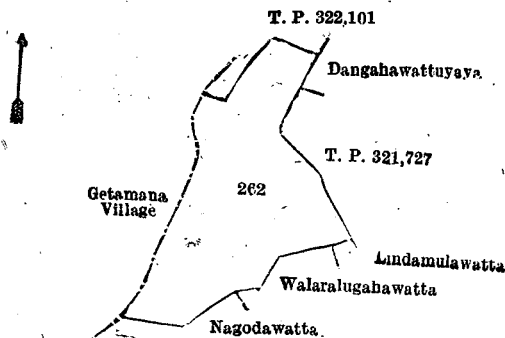 T. P. 322,101
Dangahawattuyaya
T. P. 321,727
Getamana
Village
262
Lindamulawatta
Walaralugahawatta
Nagodawatta